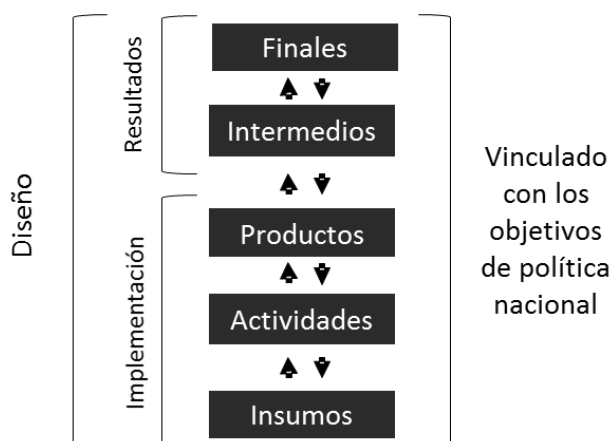 Diseño
Resultados
Implementación
Finales
Intermedios
Productos
Actividades
Insumos
Vinculado
con los
objetivos
de política
nacional